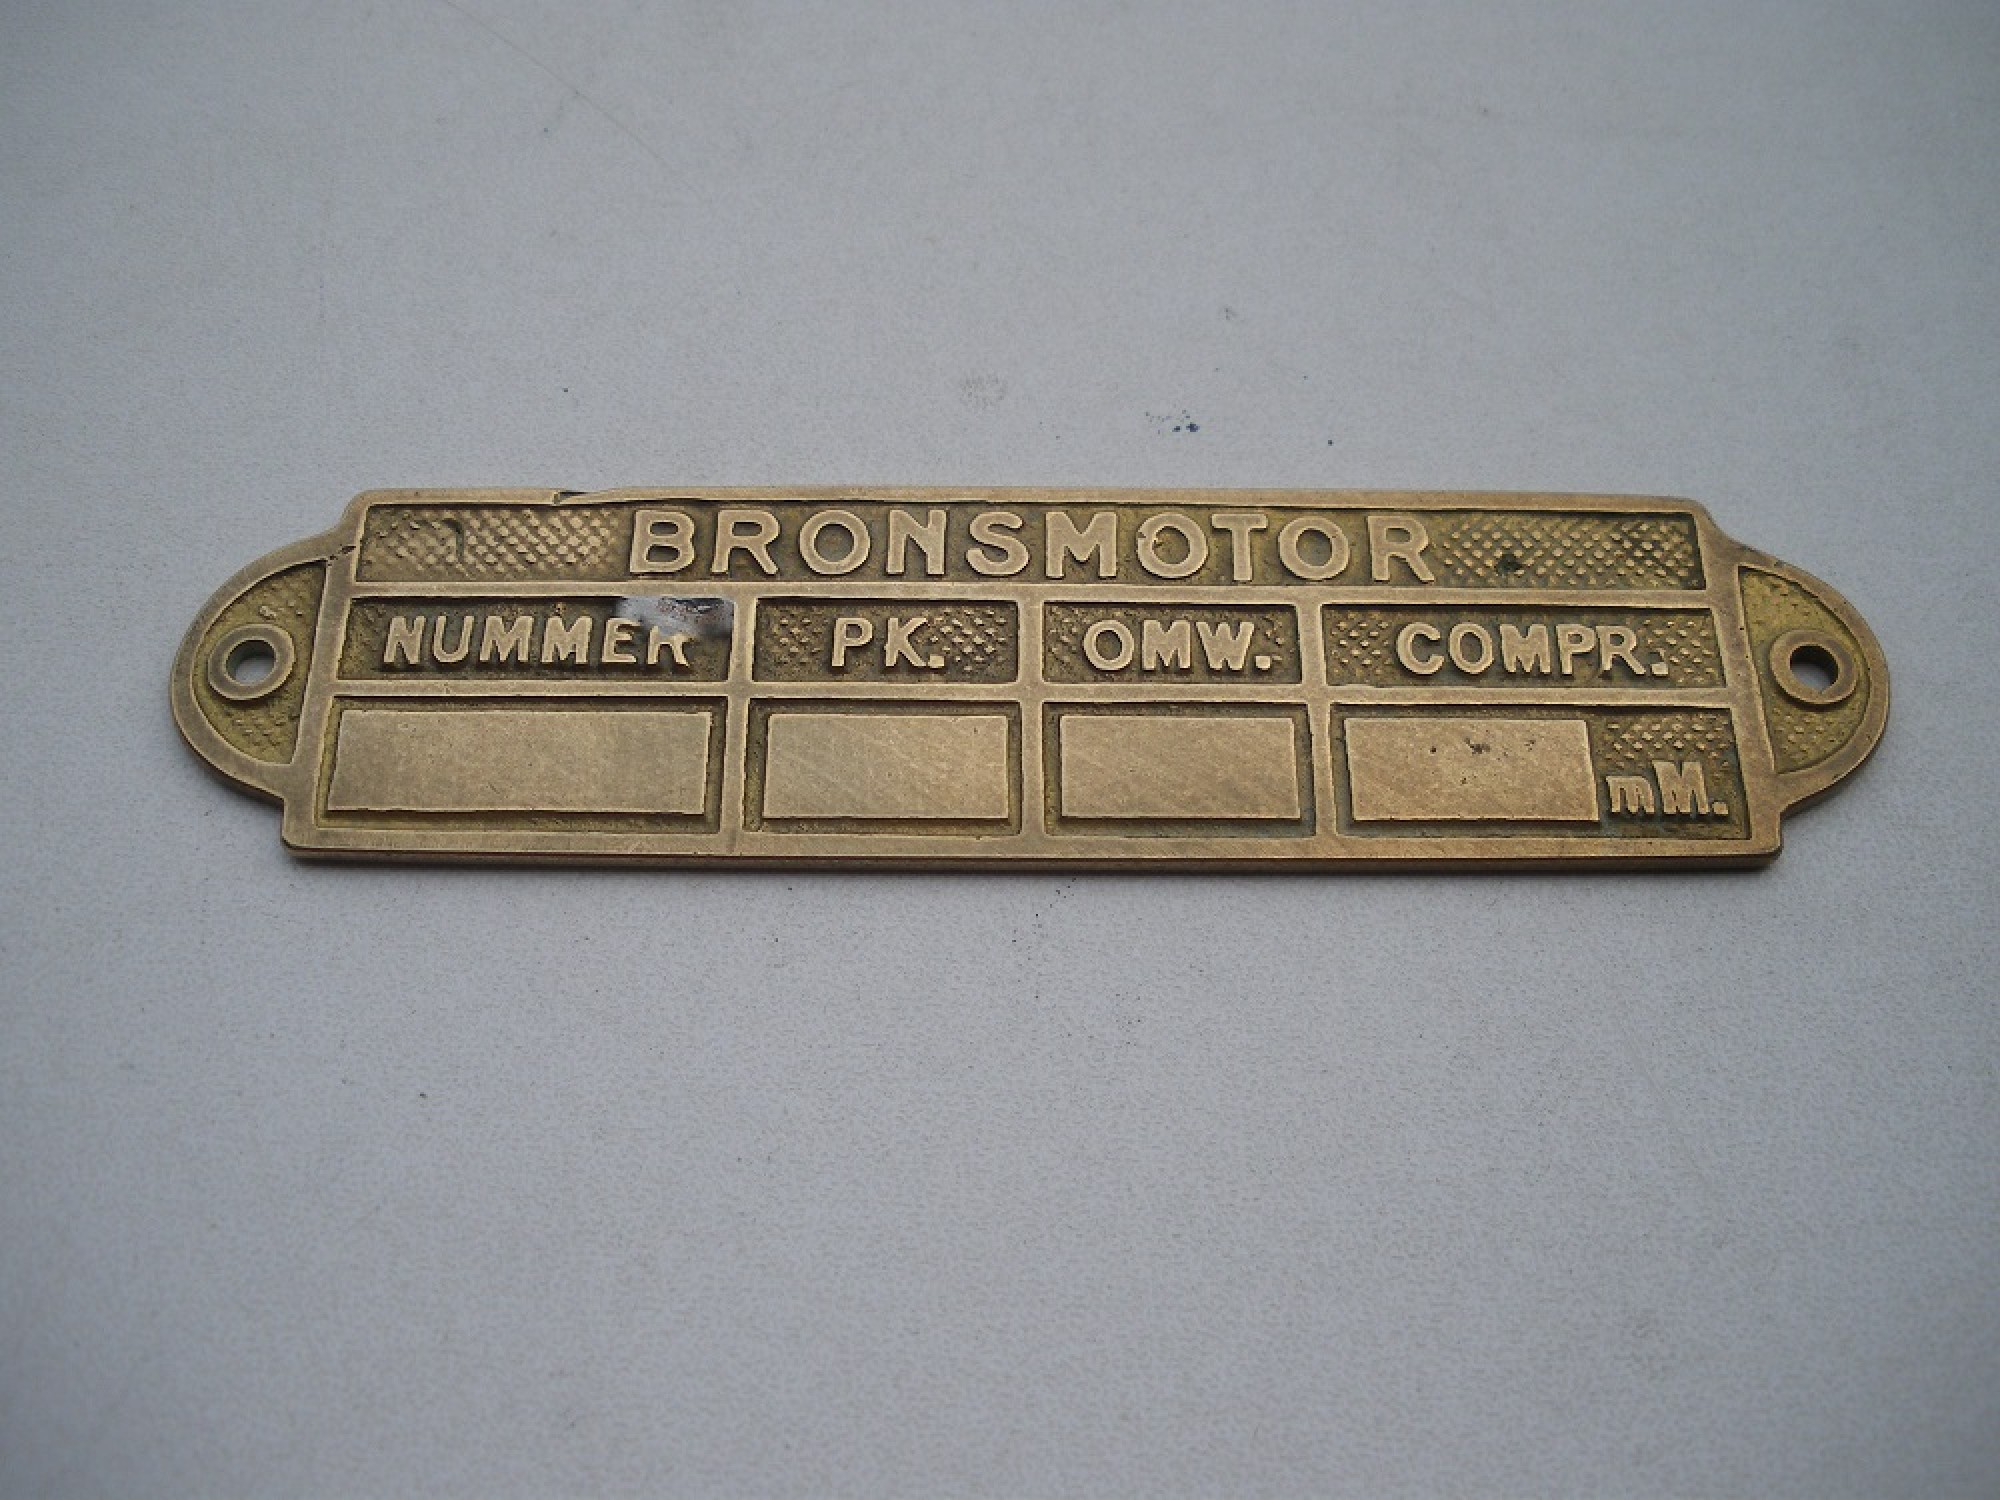 BRONSMOTOR
NUMMER PK. OMW. COMPR.
mM.